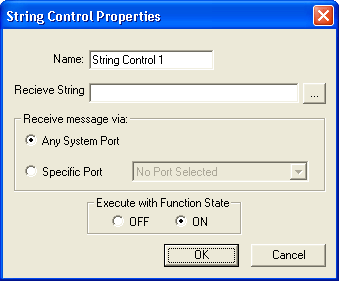 String Control Properties
Name: String Control 1
Recieve String ...
Receive message via:
Any System Port
Specific Port No Port Selected
Execute with Function State
OFF ON
OK Cancel